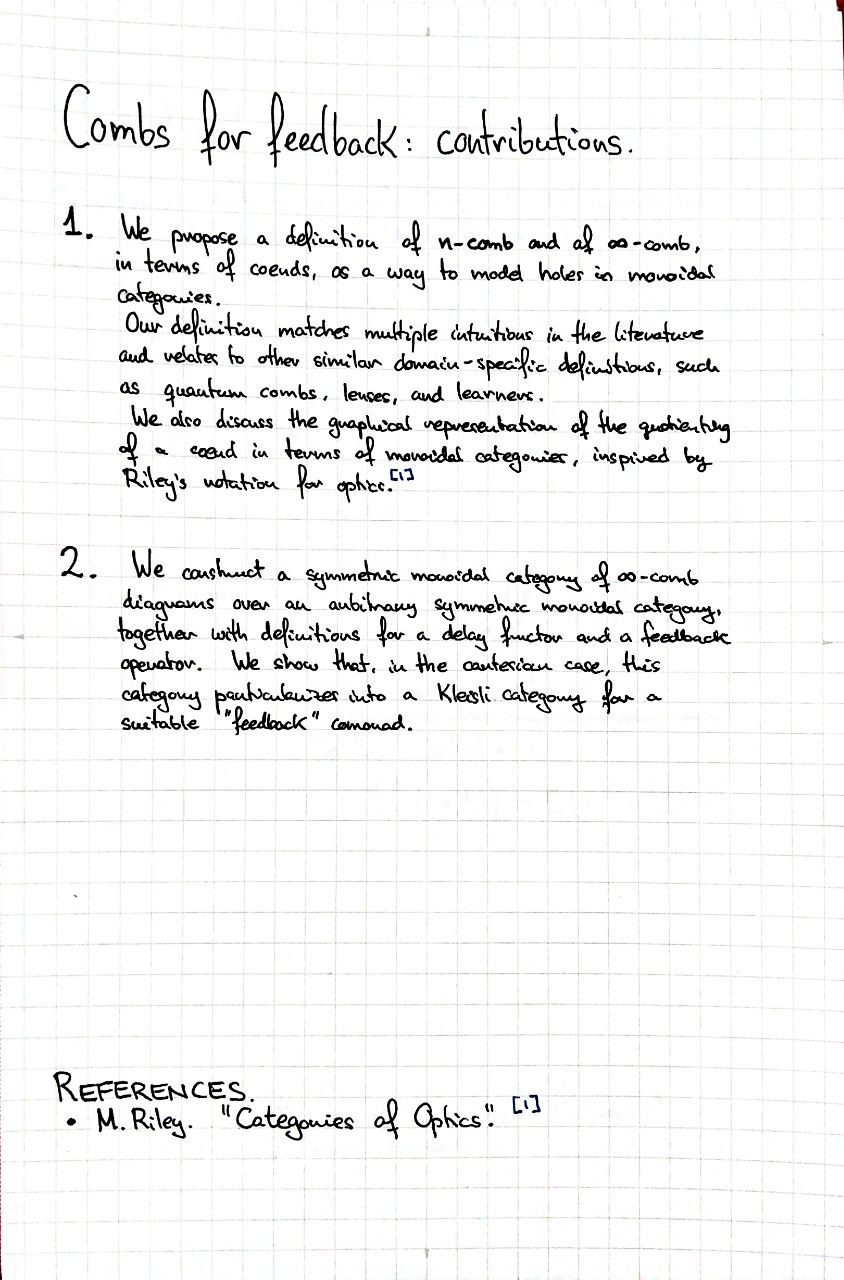 Combs for feedback: contributions.
1. We propose a definition of n-comb and of ∞-comb,
in terms of coends, as a way to model holes in monoidal
categories.
Our definition matches multiple intuitions in the literature
and relates to other similar domain-specific definitions, such
as quantum combs, lenses, and learners.
We also discuss the graphical representation of the quotienting
of a coend in terms of monoidal categories, inspired by
Riley's notation for optics.[1]
2. We construct a symmetric monoidal category of ∞-comb
diagrams over an arbitrary symmetric monoidal category,
together with definitions for a delay functor and a feedback
operator. We show that, in the cartesian case, this
category particularizes into a Kleisli category for a
suitable "feedback" comonad.
REFERENCES.
• M. Riley. "Categories of Optics". [1]